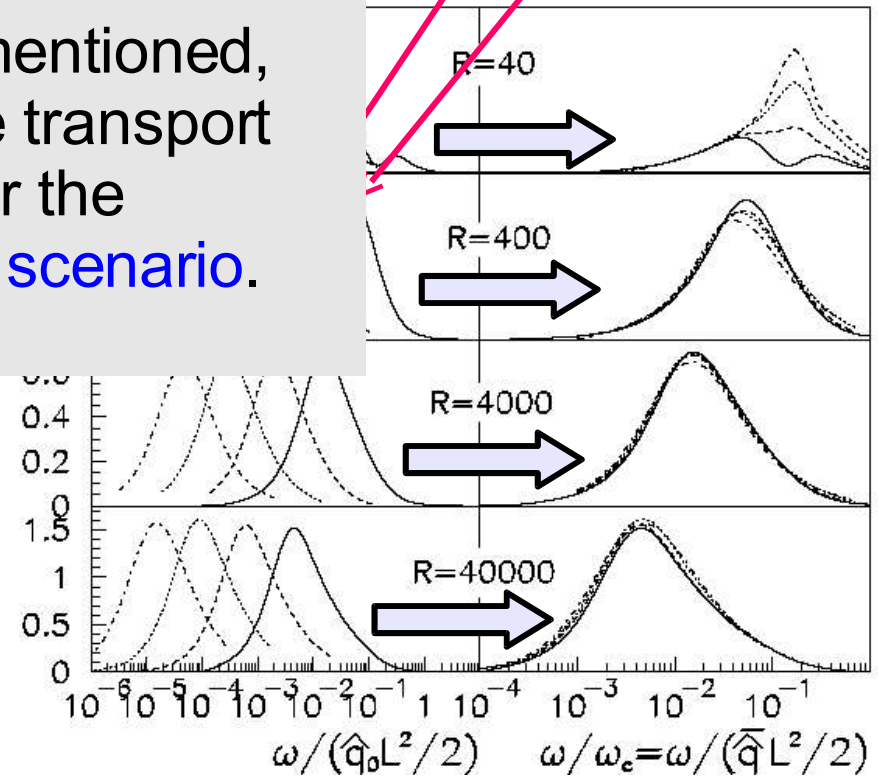 mentioned,
transport
the
scenario.
R=40
R=400
R=4000
0.4
0.2
0
R=40000
1.5
1
0.5
0
10⁻⁶ 10⁻⁵ 10⁻⁴ 10⁻³ 10⁻² 10⁻¹ 1 10⁻⁴ 10⁻³ 10⁻² 10⁻¹
ω/(q̂₀L²/2) ω/ω_c=ω/(q̂̅L²/2)